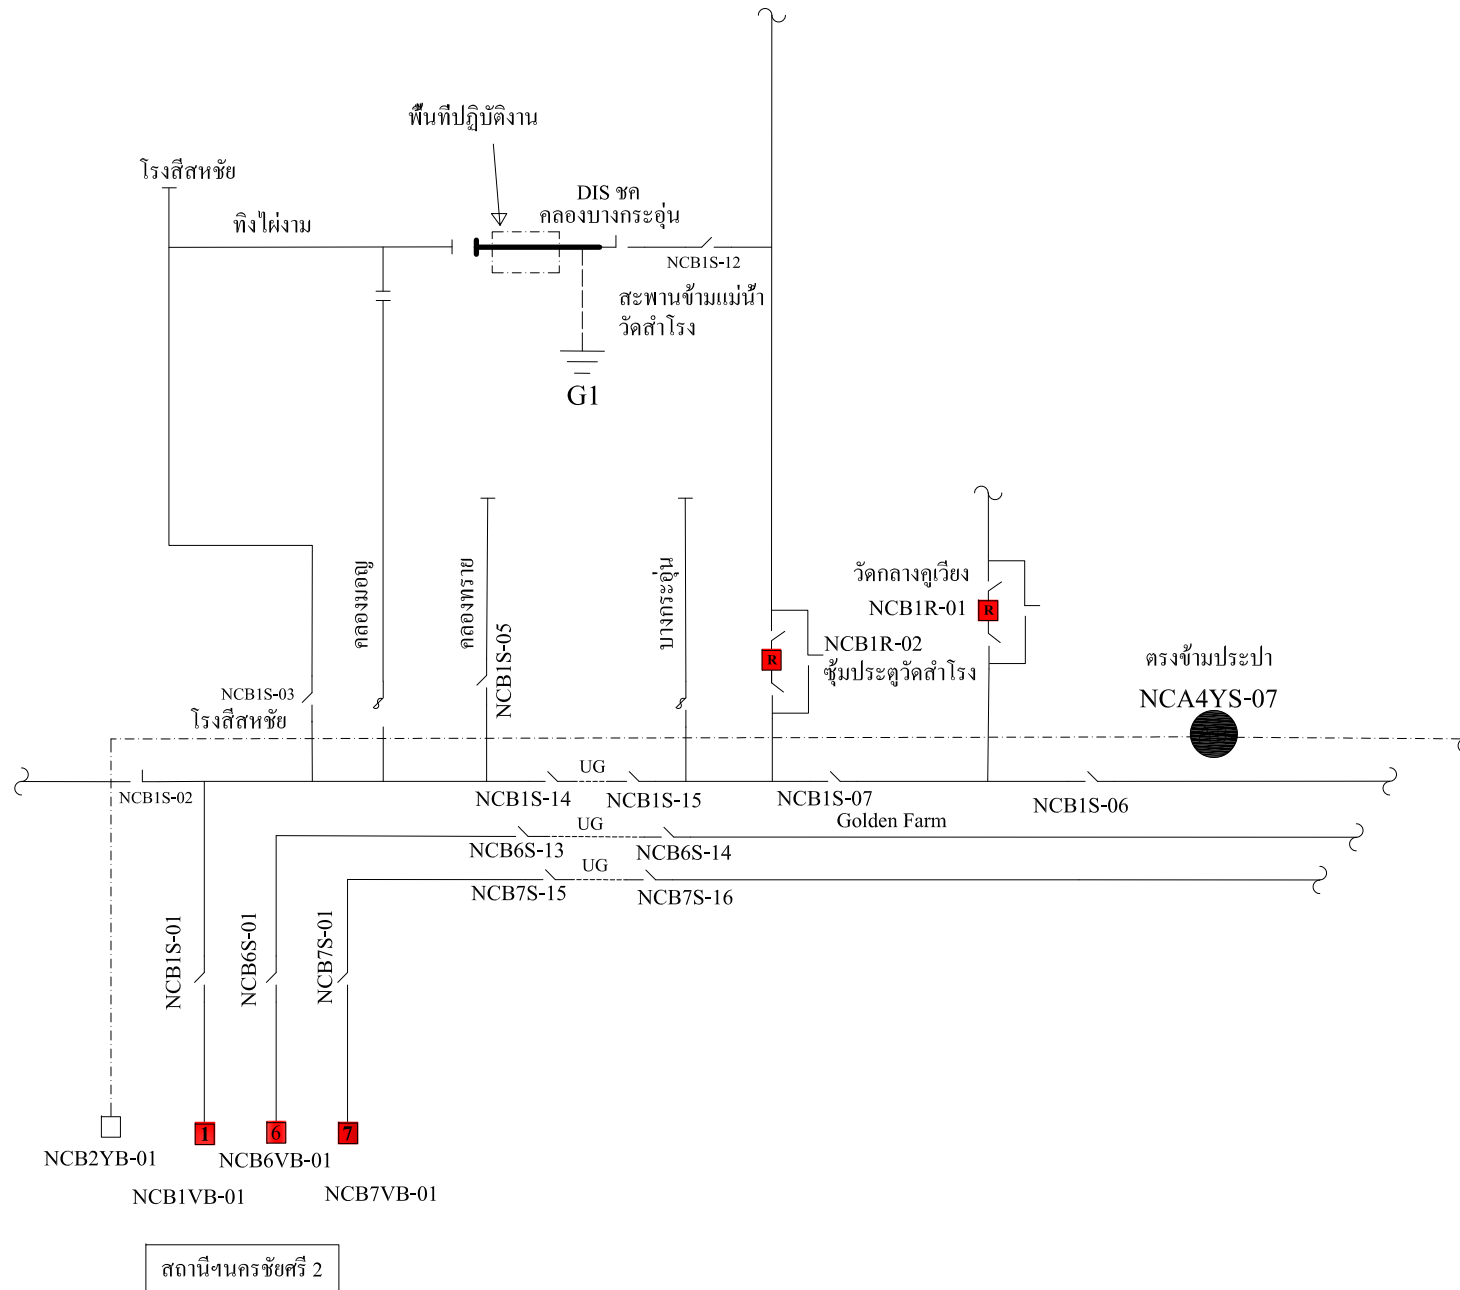 พื้นที่ปฏิบัติงาน
โรงสีสหชัย
DIS ชค
คลองบางกระอุ่น
ทิงไผ่งาม
NCB1S-12
สะพานข้ามแม่น้ำ
วัดสำโรง
G1
คลองมอญ
คลองทราย
NCB1S-05
บางกระอุ่น
วัดกลางคูเวียง
NCB1R-01
R
NCB1R-02
R
ซุ้มประตูวัดสำโรง
ตรงข้ามประปา
NCA4YS-07
NCB1S-03
โรงสีสหชัย
NCB1S-02
UG
NCB1S-14
NCB1S-15
NCB1S-07
NCB1S-06
Golden Farm
UG
NCB6S-13
NCB6S-14
UG
NCB7S-15
NCB7S-16
NCB1S-01
NCB6S-01
NCB7S-01
1
6
7
NCB2YB-01
NCB6VB-01
NCB1VB-01
NCB7VB-01
สถานีฯนครชัยศรี 2